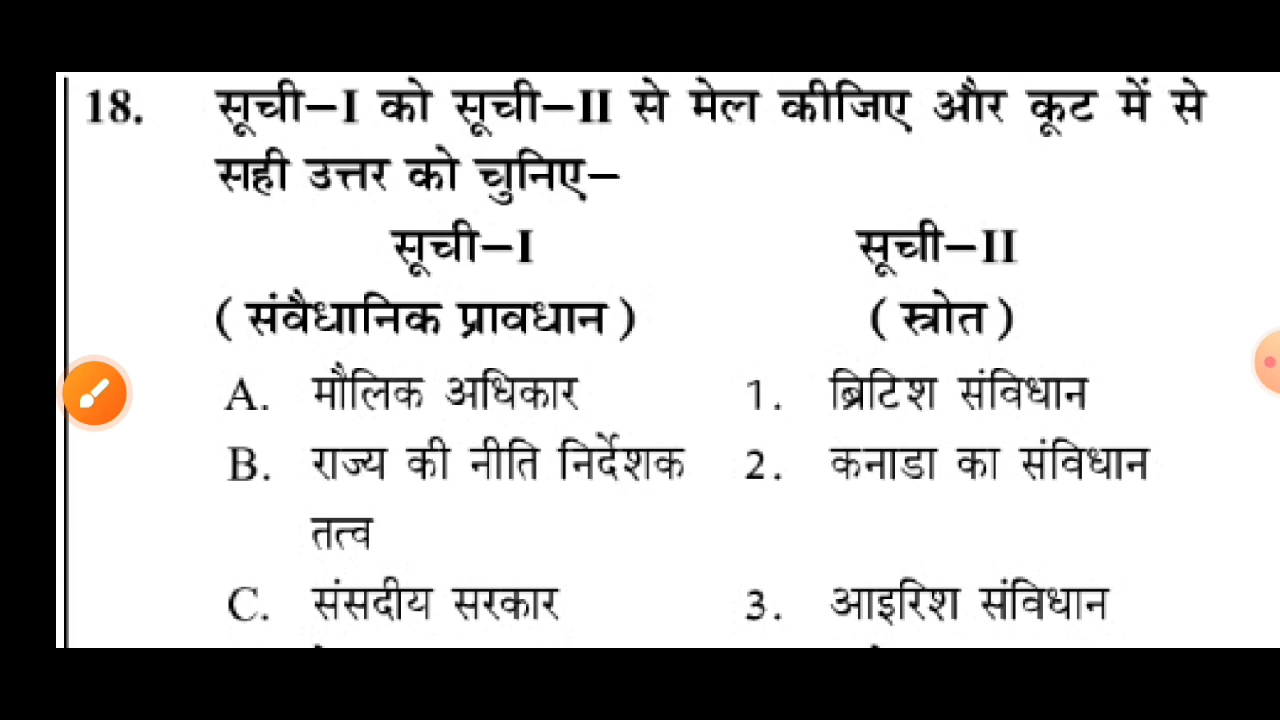 18. सूची–I को सूची–II से मेल कीजिए और कूट में से
सही उत्तर को चुनिए–
सूची–I सूची–II
( संवैधानिक प्रावधान ) ( स्त्रोत )
A. मौलिक अधिकार 1. ब्रिटिश संविधान
B. राज्य की नीति निर्देशक 2. कनाडा का संविधान
तत्व
C. संसदीय सरकार 3. आइरिश संविधान